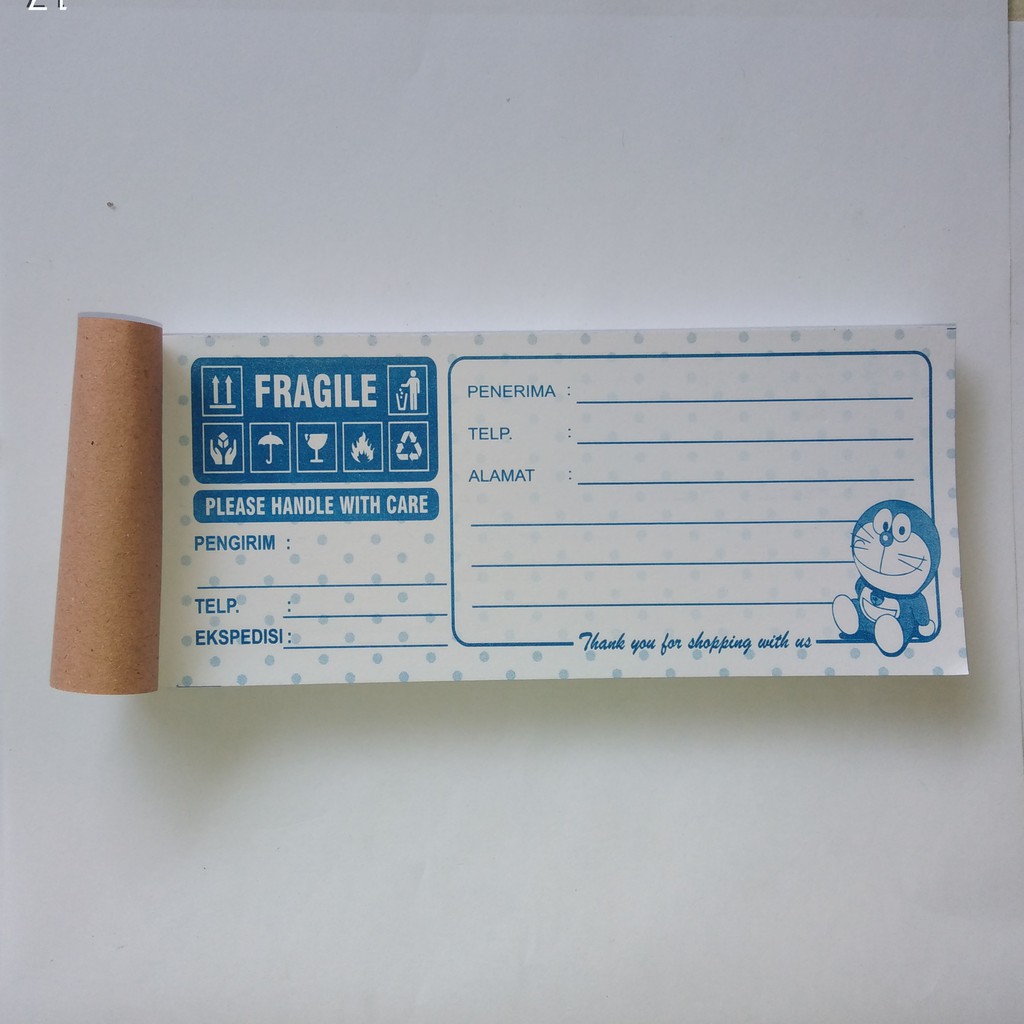 FRAGILE
PLEASE HANDLE WITH CARE
PENGIRIM :
TELP. :
EKSPEDISI :
PENERIMA :
TELP. :
ALAMAT :
Thank you for shopping with us